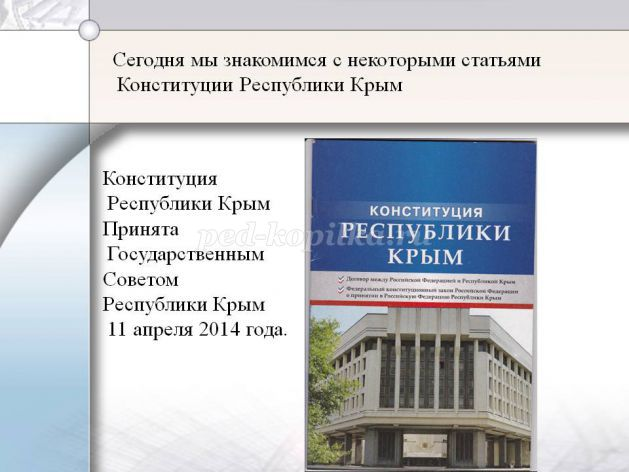 Сегодня мы знакомимся с некоторыми статьями
Конституции Республики Крым
Конституция
Республики Крым
Принята
Государственным
Советом
Республики Крым
11 апреля 2014 года.
ped-kopilka.ru
КОНСТИТУЦИЯ
РЕСПУБЛИКИ
КРЫМ
Договор между Российской Федерацией и Республикой Крым
Федеральный конституционный закон Российской Федерации
о принятии в Российскую Федерацию Республики Крым